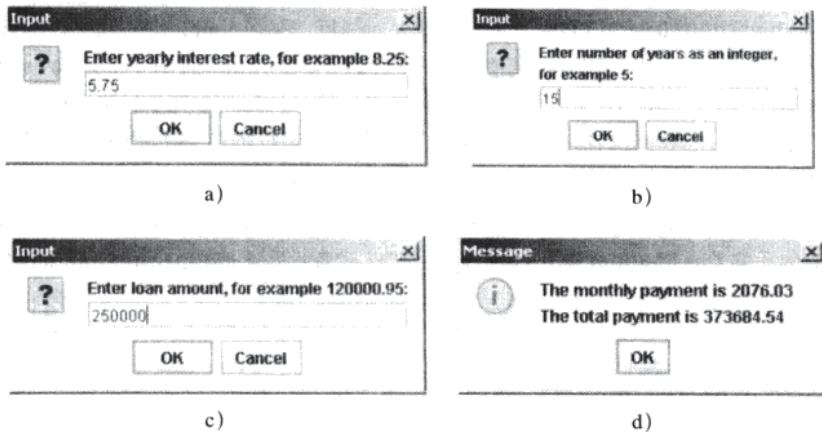 Input
Enter yearly interest rate, for example 8.25:
5.75
OK Cancel
a)
Input
Enter number of years as an integer,
for example 5:
15
OK Cancel
b)
Input
Enter loan amount, for example 120000.95:
250000
OK Cancel
c)
Message
The monthly payment is 2076.03
The total payment is 373684.54
OK
d)